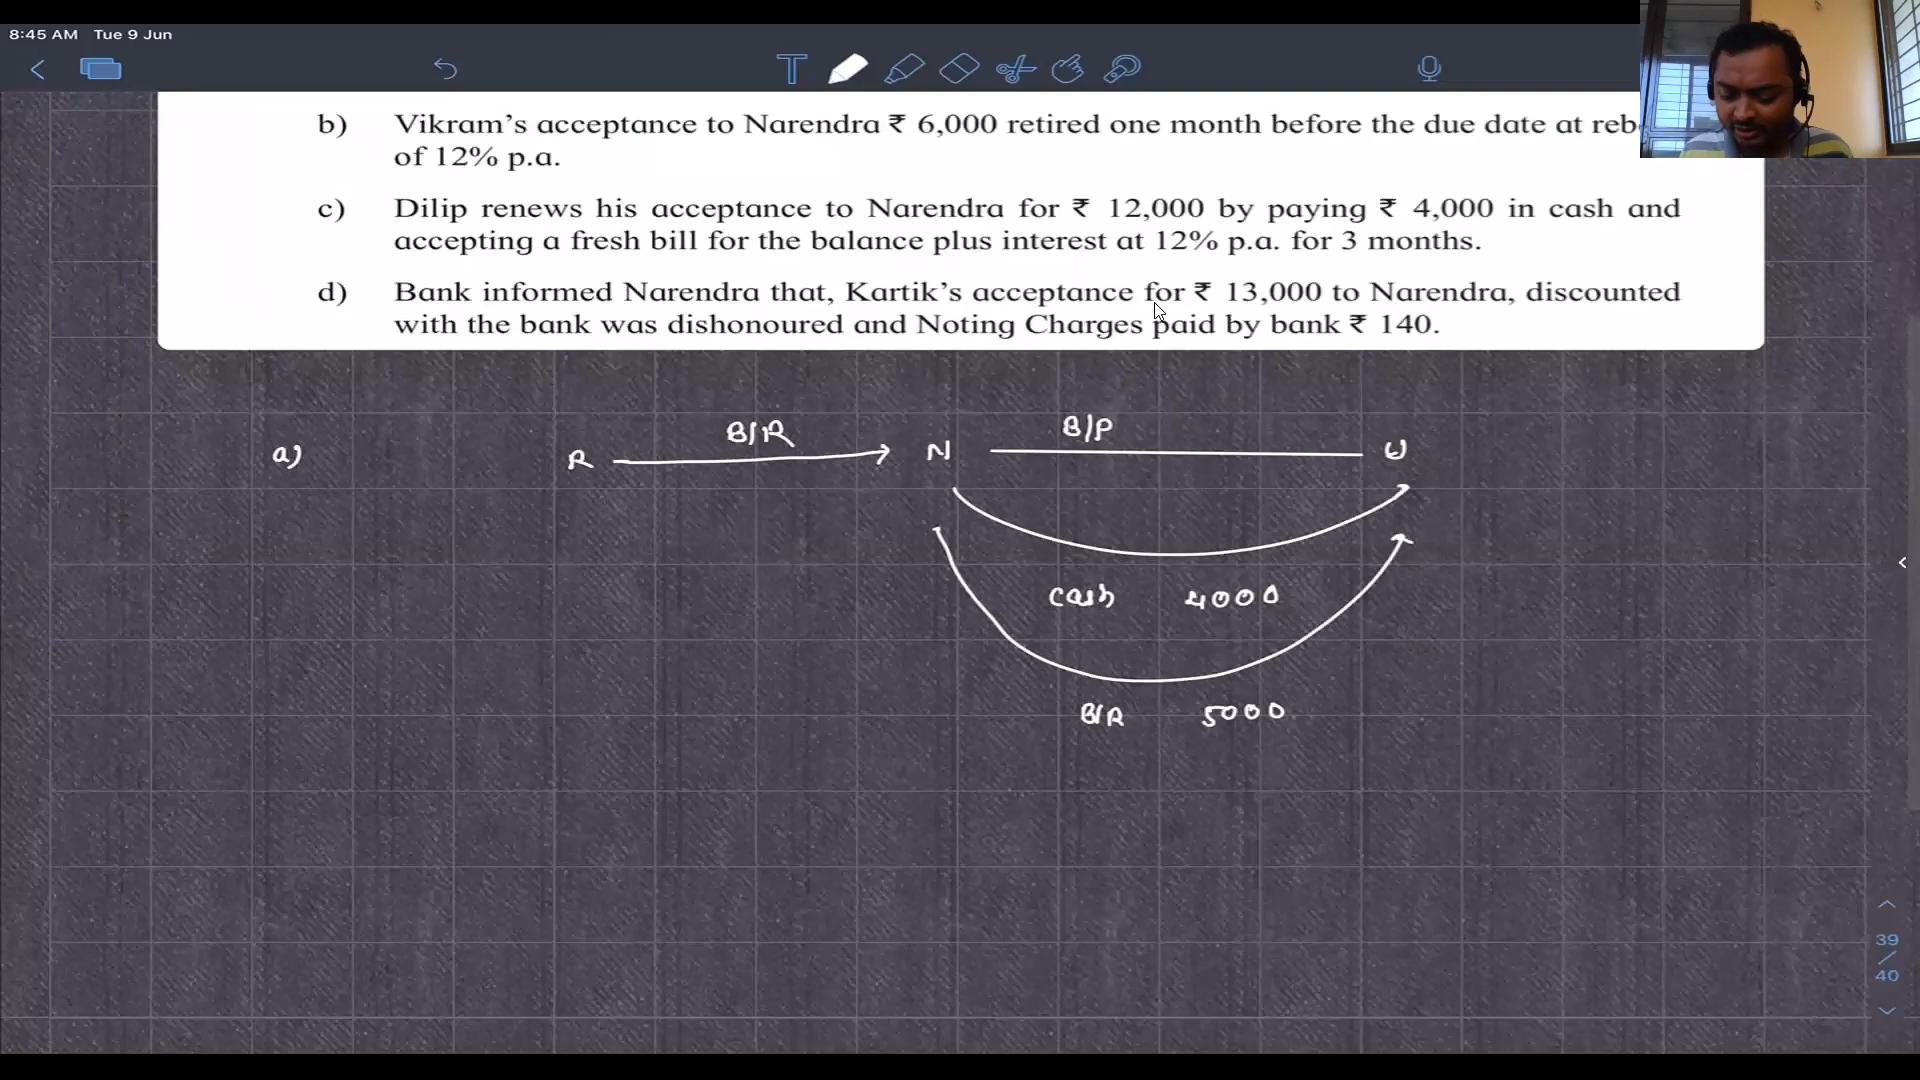 8:45 AM Tue 9 Jun
b) Vikram's acceptance to Narendra ₹ 6,000 retired one month before the due date at
of 12% p.a.
c) Dilip renews his acceptance to Narendra for ₹ 12,000 by paying ₹ 4,000 in cash and
accepting a fresh bill for the balance plus interest at 12% p.a. for 3 months.
d) Bank informed Narendra that, Kartik's acceptance for ₹ 13,000 to Narendra, discounted
with the bank was dishonoured and Noting Charges paid by bank ₹ 140.
a) R B/R N B/P U
cash 4000
B/R 5000
39
/
40